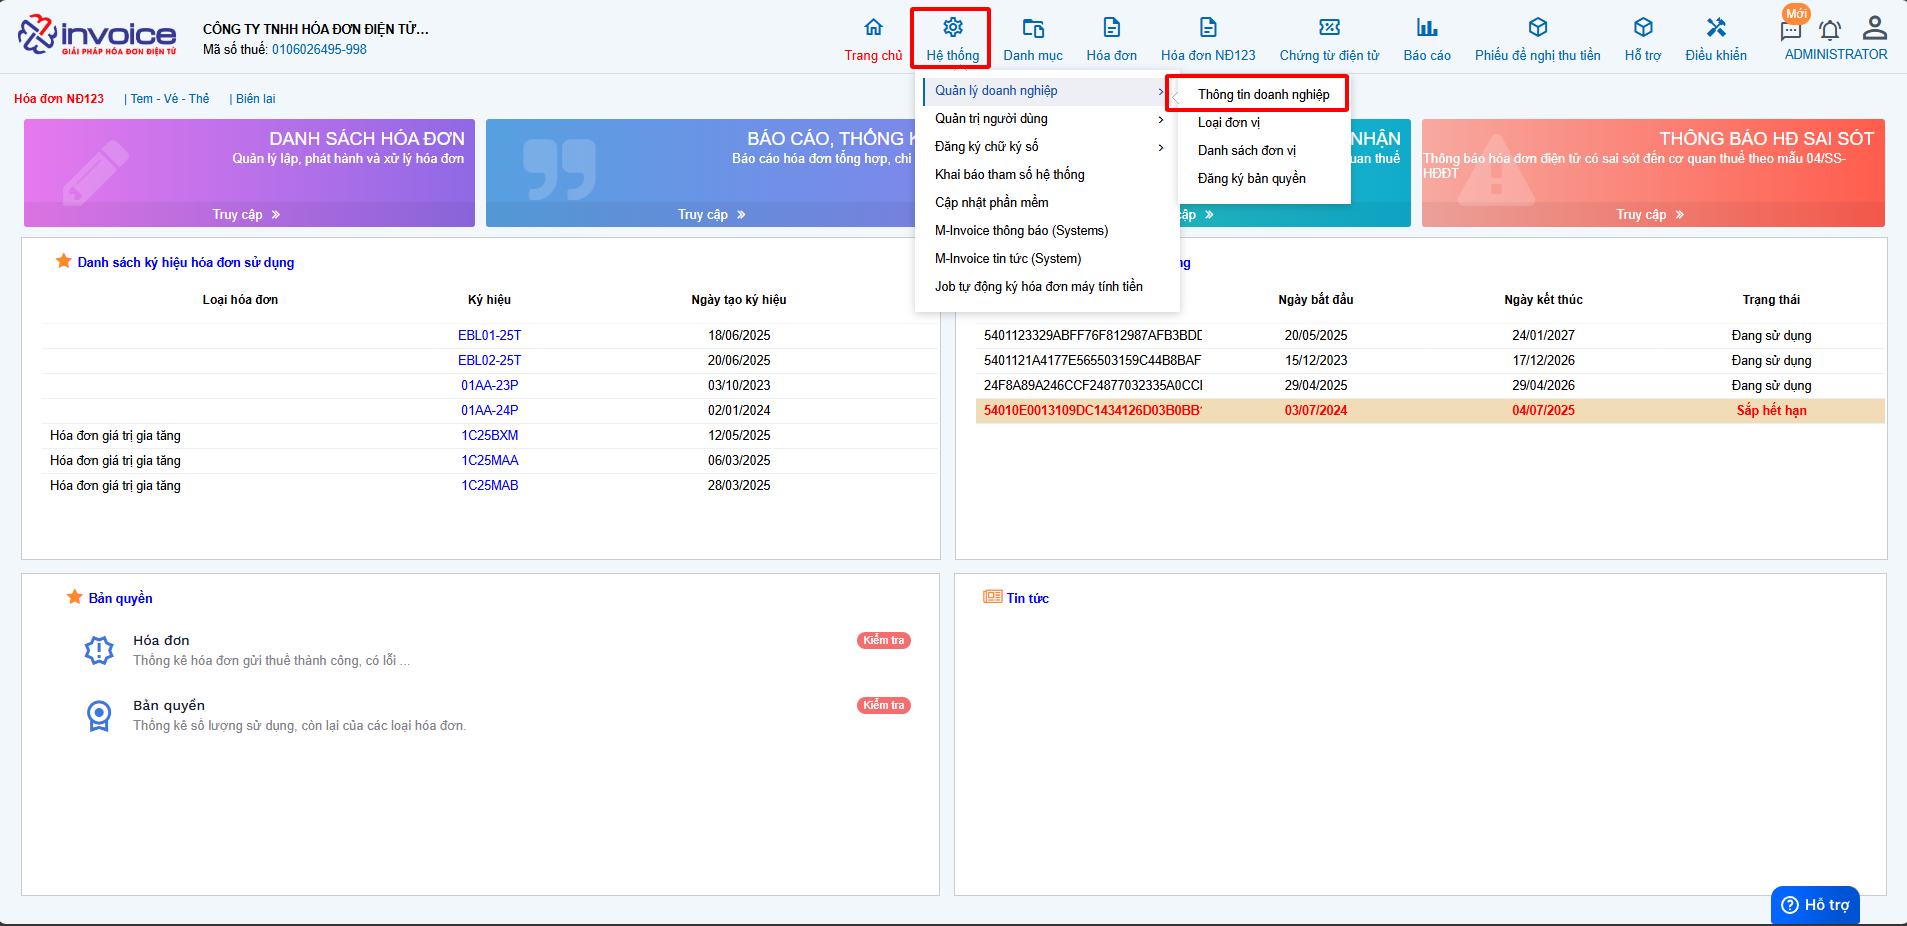 invoice
GIẢI PHÁP HÓA ĐƠN ĐIỆN TỬ
CÔNG TY TNHH HÓA ĐƠN ĐIỆN TỬ...
Mã số thuế: 0106026495-998
Trang chủ
Hệ thống
Danh mục
Hóa đơn
Hóa đơn NĐ123
Chứng từ điện tử
Báo cáo
Phiếu đề nghị thu tiền
Hỗ trợ
Điều khiển
Mới
ADMINISTRATOR
Hóa đơn NĐ123 | Tem - Vé - Thẻ | Biên lai
Quản lý doanh nghiệp
Quản trị người dùng
Đăng ký chữ ký số
Khai báo tham số hệ thống
Cập nhật phần mềm
M-Invoice thông báo (Systems)
M-Invoice tin tức (System)
Job tự động ký hóa đơn máy tính tiền
Thông tin doanh nghiệp
Loại đơn vị
Danh sách đơn vị
Đăng ký bản quyền
DANH SÁCH HÓA ĐƠN
Quản lý lập, phát hành và xử lý hóa đơn
Truy cập »
BÁO CÁO, THỐNG K
Báo cáo hóa đơn tổng hợp, chi
Truy cập »
NHẬN
quan thuế
cập »
THÔNG BÁO HĐ SAI SÓT
Thông báo hóa đơn điện tử có sai sót đến cơ quan thuế theo mẫu 04/SS-
HĐĐT
Truy cập »
Danh sách ký hiệu hóa đơn sử dụng
Loại hóa đơn Ký hiệu Ngày tạo ký hiệu
EBL01-25T 18/06/2025
EBL02-25T 20/06/2025
01AA-23P 03/10/2023
01AA-24P 02/01/2024
Hóa đơn giá trị gia tăng 1C25BXM 12/05/2025
Hóa đơn giá trị gia tăng 1C25MAA 06/03/2025
Hóa đơn giá trị gia tăng 1C25MAB 28/03/2025
ng
Ngày bắt đầu Ngày kết thúc Trạng thái
5401123329ABFF76F812987AFB3BDD 20/05/2025 24/01/2027 Đang sử dụng
5401121A4177E565503159C44B8BAF 15/12/2023 17/12/2026 Đang sử dụng
24F8A89A246CCF24877032335A0CCI 29/04/2025 29/04/2026 Đang sử dụng
54010E0013109DC1434126D03B0BB 03/07/2024 04/07/2025 Sắp hết hạn
Bản quyền
Hóa đơn
Thống kê hóa đơn gửi thuế thành công, có lỗi ...
Kiểm tra
Bản quyền
Thống kê số lượng sử dụng, còn lại của các loại hóa đơn.
Kiểm tra
Tin tức
Hỗ trợ